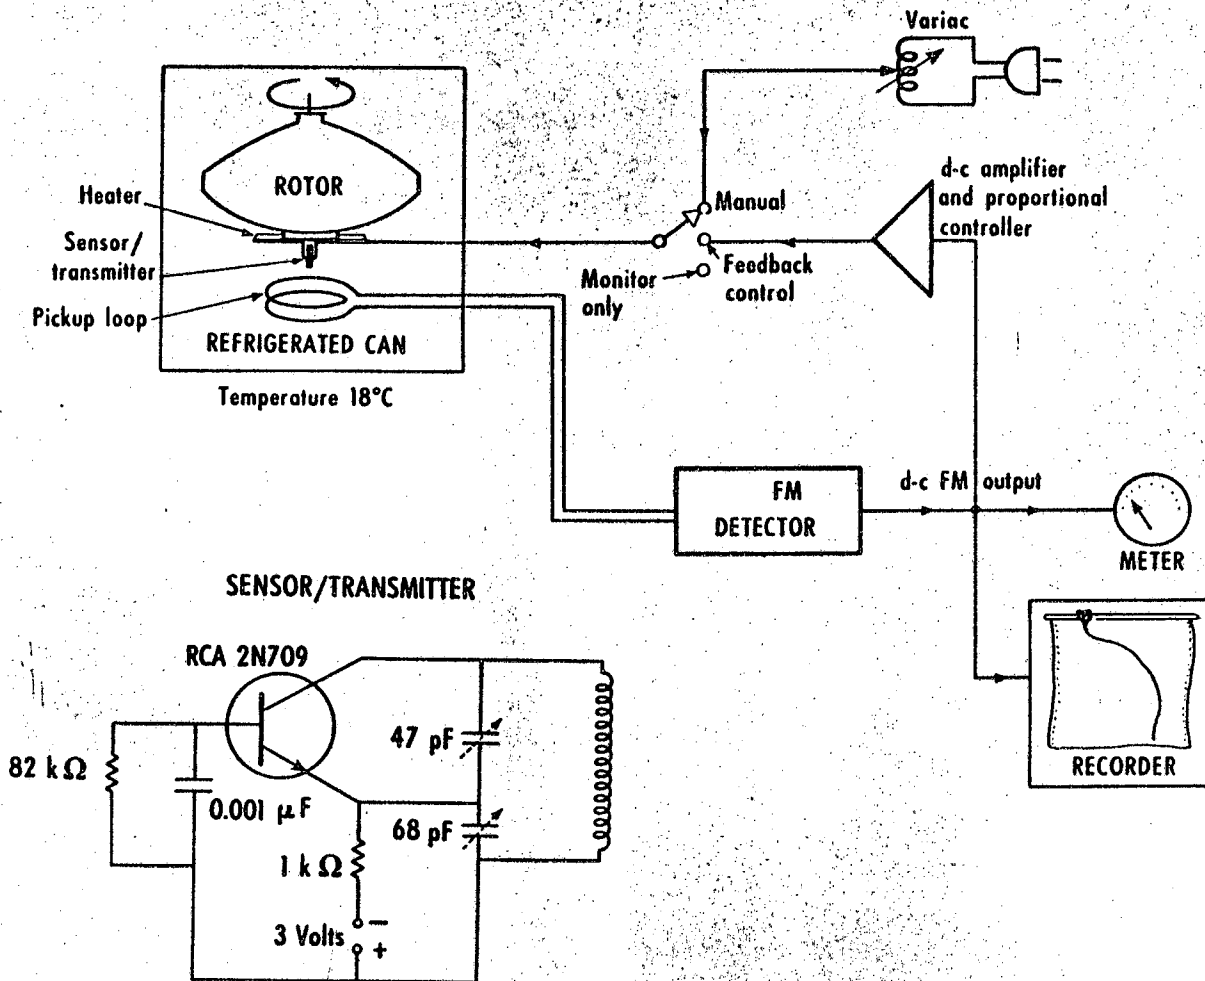 Variac
ROTOR
Heater
Sensor/
transmitter
Pickup loop
REFRIGERATED CAN
Temperature 18°C
Manual
Feedback
control
Monitor
only
d-c amplifier
and proportional
controller
FM
DETECTOR
d-c FM output
METER
RECORDER
SENSOR/TRANSMITTER
RCA 2N709
82 kΩ
0.001 μF
47 pF
68 pF
1 kΩ
3 Volts
−
+